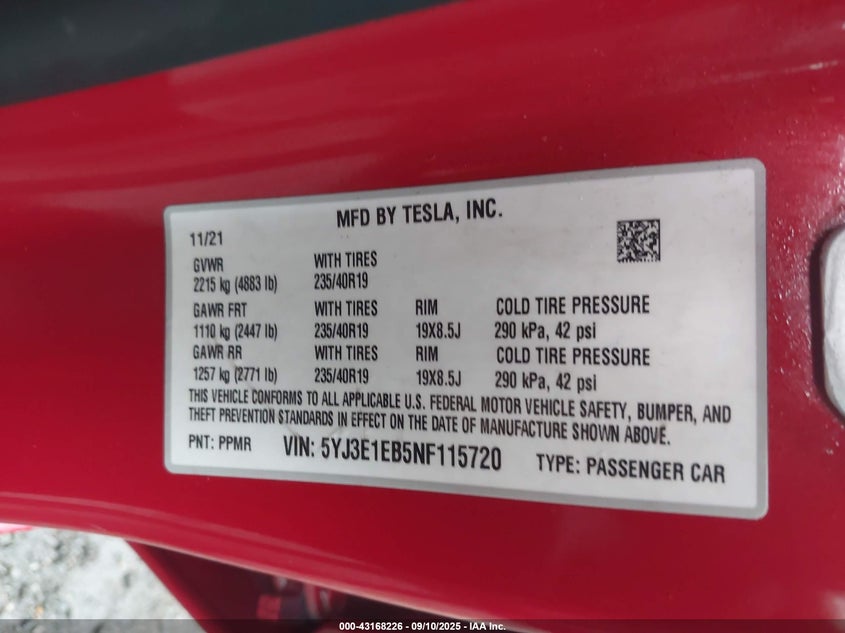 MFD BY TESLA, INC.
11/21
GVWR WITH TIRES
2215 kg (4883 lb) 235/40R19
GAWR FRT WITH TIRES RIM COLD TIRE PRESSURE
1110 kg (2447 lb) 235/40R19 19X8.5J 290 kPa, 42 psi
GAWR RR WITH TIRES RIM COLD TIRE PRESSURE
1257 kg (2771 lb) 235/40R19 19X8.5J 290 kPa, 42 psi
THIS VEHICLE CONFORMS TO ALL APPLICABLE U.S. FEDERAL MOTOR VEHICLE SAFETY, BUMPER, AND
THEFT PREVENTION STANDARDS IN EFFECT ON THE DATE OF MANUFACTURE SHOWN ABOVE.
PNT: PPMR VIN: 5YJ3E1EB5NF115720 TYPE: PASSENGER CAR
000-43168226 - 09/10/2025 - IAA Inc.